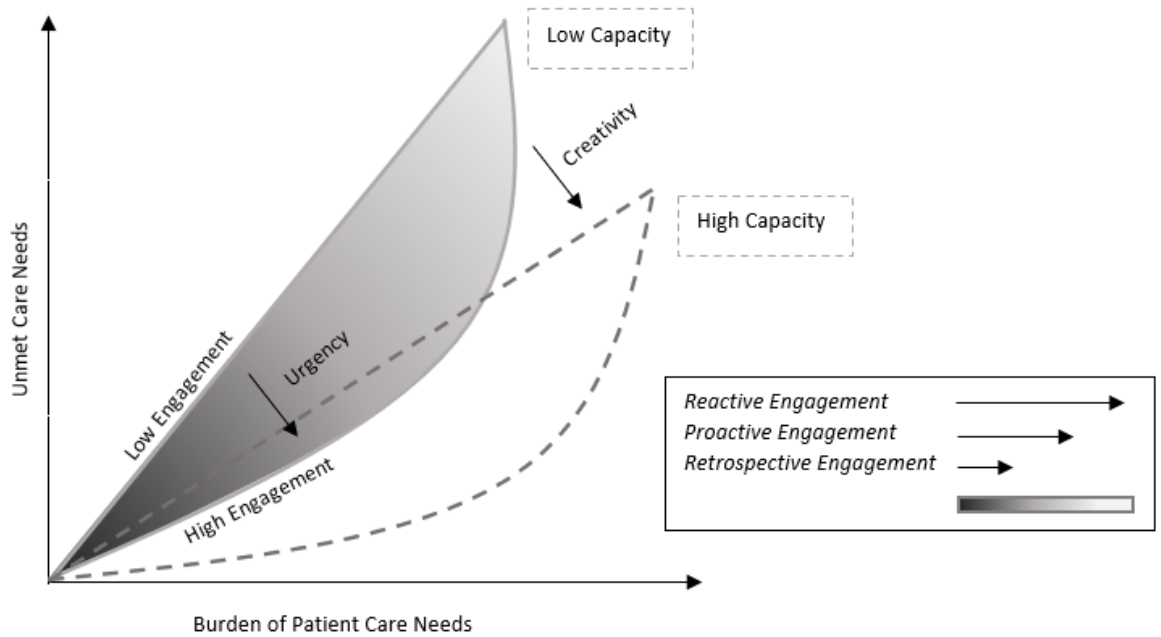 Low Capacity
Creativity
High Capacity
Unmet Care Needs
Urgency
Low Engagement
High Engagement
Reactive Engagement
Proactive Engagement
Retrospective Engagement
Burden of Patient Care Needs